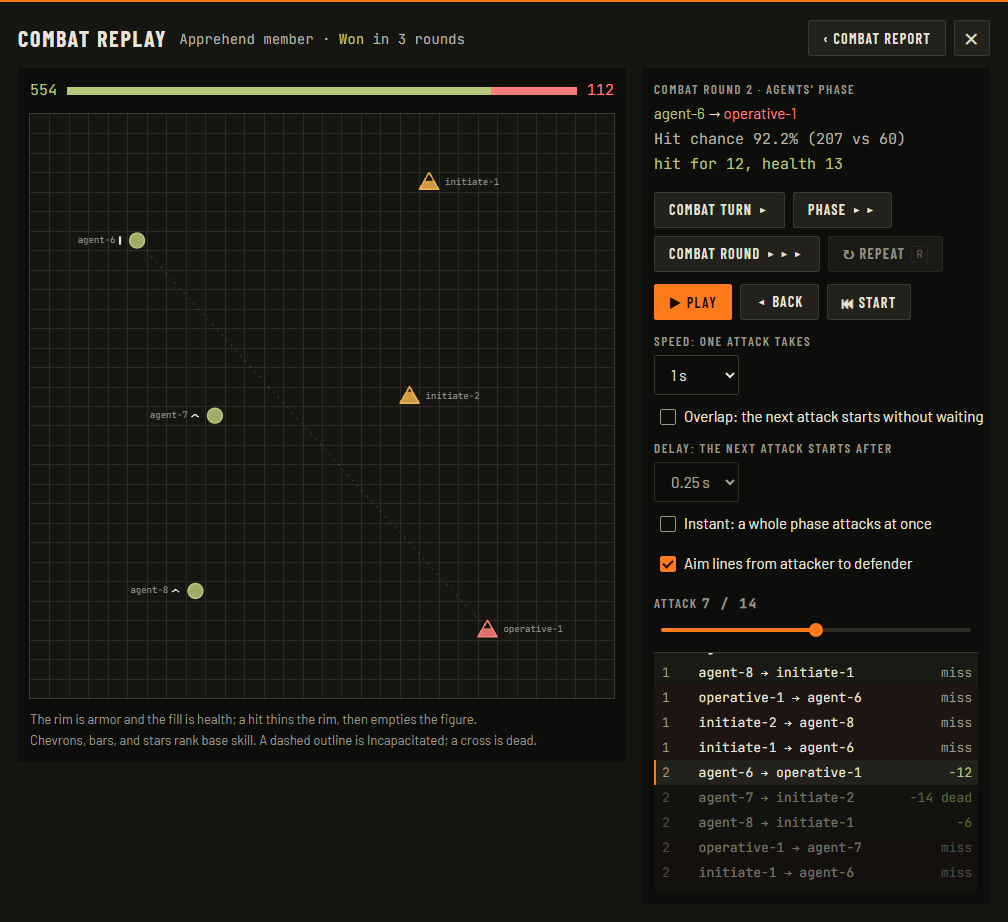 COMBAT REPLAY Apprehend member · Won in 3 rounds
‹ COMBAT REPORT ✕
554 112
initiate-1
agent-6
initiate-2
agent-7
agent-8
operative-1
The rim is armor and the fill is health; a hit thins the rim, then empties the figure.
Chevrons, bars, and stars rank base skill. A dashed outline is Incapacitated; a cross is dead.
COMBAT ROUND 2 · AGENTS' PHASE
agent-6 → operative-1
Hit chance 92.2% (207 vs 60)
hit for 12, health 13
COMBAT TURN ▸ PHASE ▸ ▸
COMBAT ROUND ▸ ▸ ▸ ↻ REPEAT R
▶ PLAY ◂ BACK ⏮ START
SPEED: ONE ATTACK TAKES
1 s
Overlap: the next attack starts without waiting
DELAY: THE NEXT ATTACK STARTS AFTER
0.25 s
Instant: a whole phase attacks at once
Aim lines from attacker to defender
ATTACK 7 / 14
1 agent-8 → initiate-1 miss
1 operative-1 → agent-6 miss
1 initiate-2 → agent-8 miss
1 initiate-1 → agent-6 miss
2 agent-6 → operative-1 -12
2 agent-7 → initiate-2 -14 dead
2 agent-8 → initiate-1 -6
2 operative-1 → agent-7 miss
2 initiate-1 → agent-6 miss